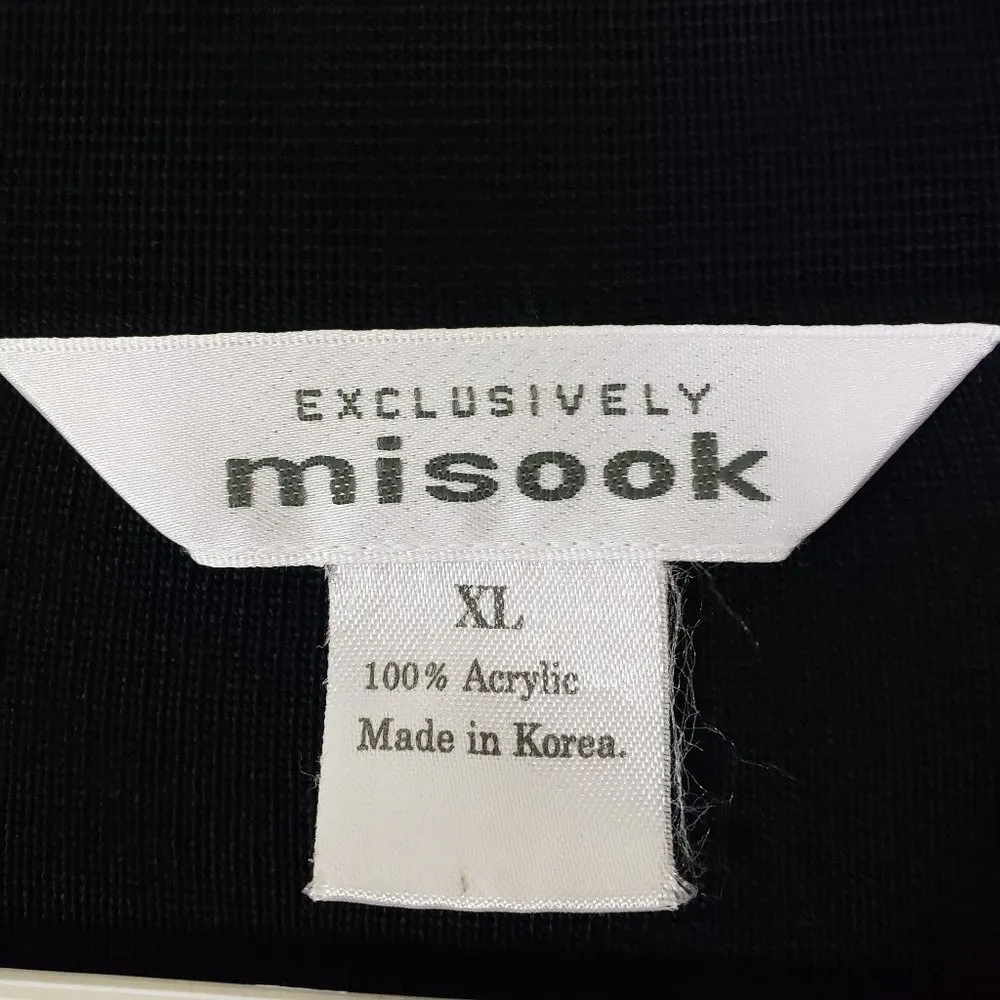 EXCLUSIVELY
misook
XL
100% Acrylic
Made in Korea.